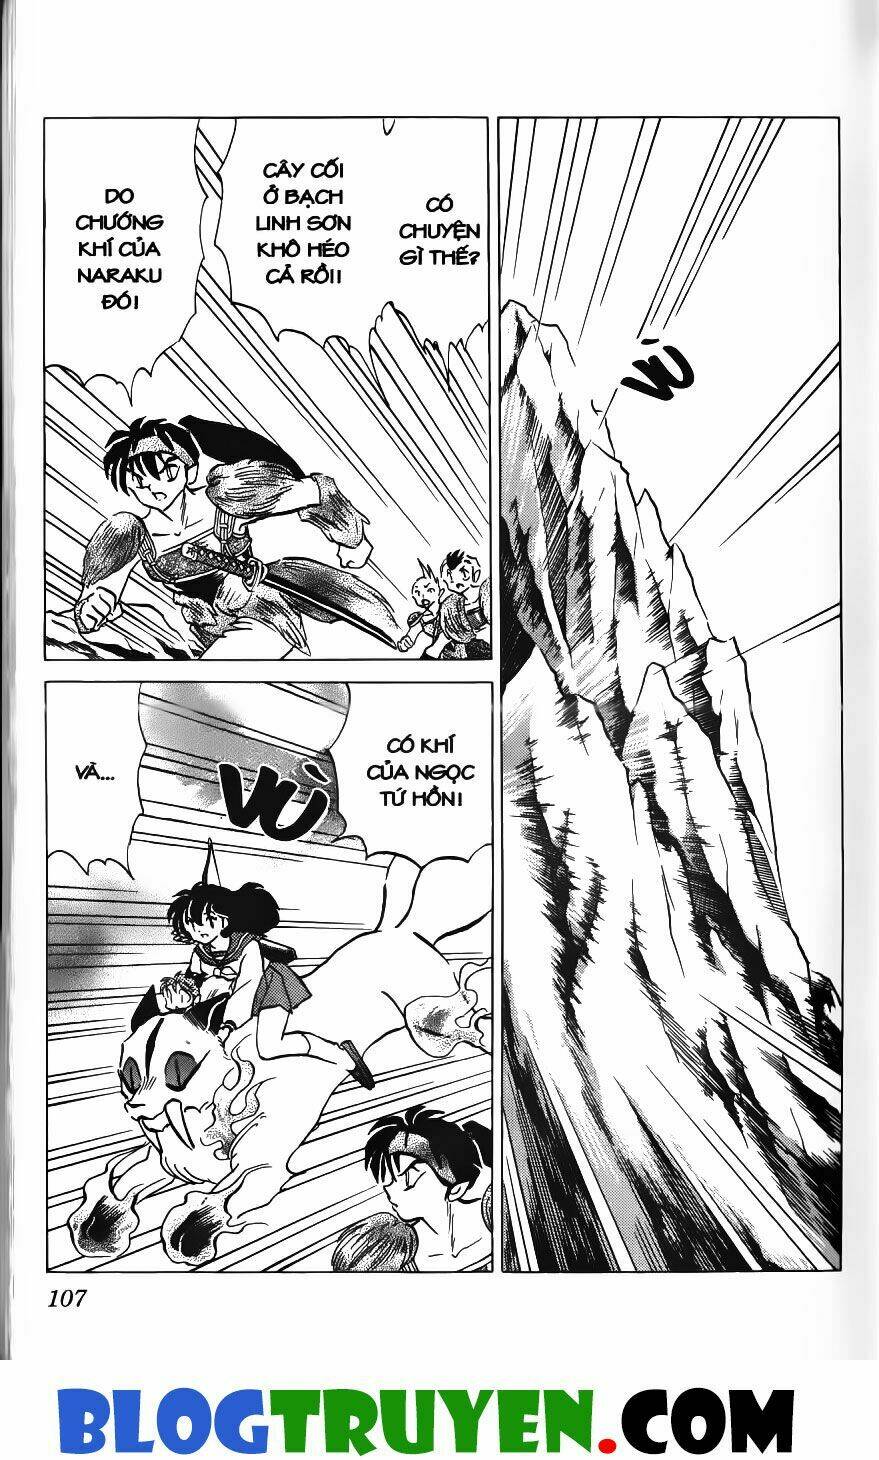 VÙ
CÓ
CHUYỆN
GÌ THẾ?
CÂY CỐI
Ở BẠCH
LINH SƠN
KHÔ HÉO
CẢ RỒI!
DO
CHƯỚNG
KHÍ CỦA
NARAKU
ĐÓ!
CÓ KHÍ
CỦA NGỌC
TỨ HỒN!
VÙ
VÀ...
107
BLOGTRUYEN.COM